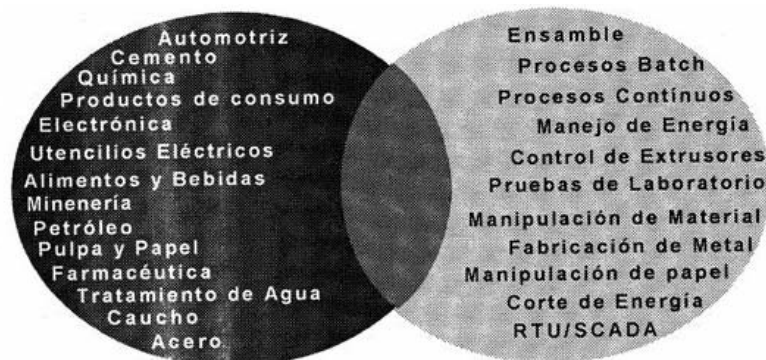 Automotriz
Cemento
Química
Productos de consumo
Electrónica
Utencilios Eléctricos
Alimentos y Bebidas
Minenería
Petróleo
Pulpa y Papel
Farmacéutica
Tratamiento de Agua
Caucho
Acero
Ensamble
Procesos Batch
Procesos Contínuos
Manejo de Energía
Control de Extrusores
Pruebas de Laboratorio
Manipulación de Material
Fabricación de Metal
Manipulación de papel
Corte de Energía
RTU/SCADA